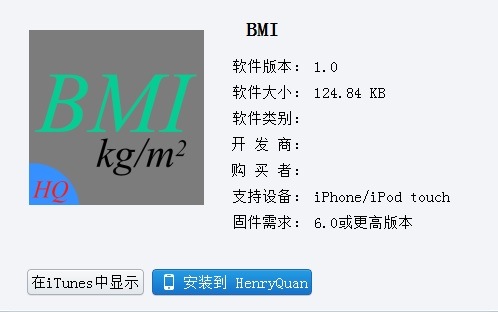 BMI
kg/m²
HQ
BMI
软件版本： 1.0
软件大小： 124.84 KB
软件类别：
开 发 商：
购 买 者：
支持设备： iPhone/iPod touch
固件需求： 6.0或更高版本
在iTunes中显示
安装到 HenryQuan